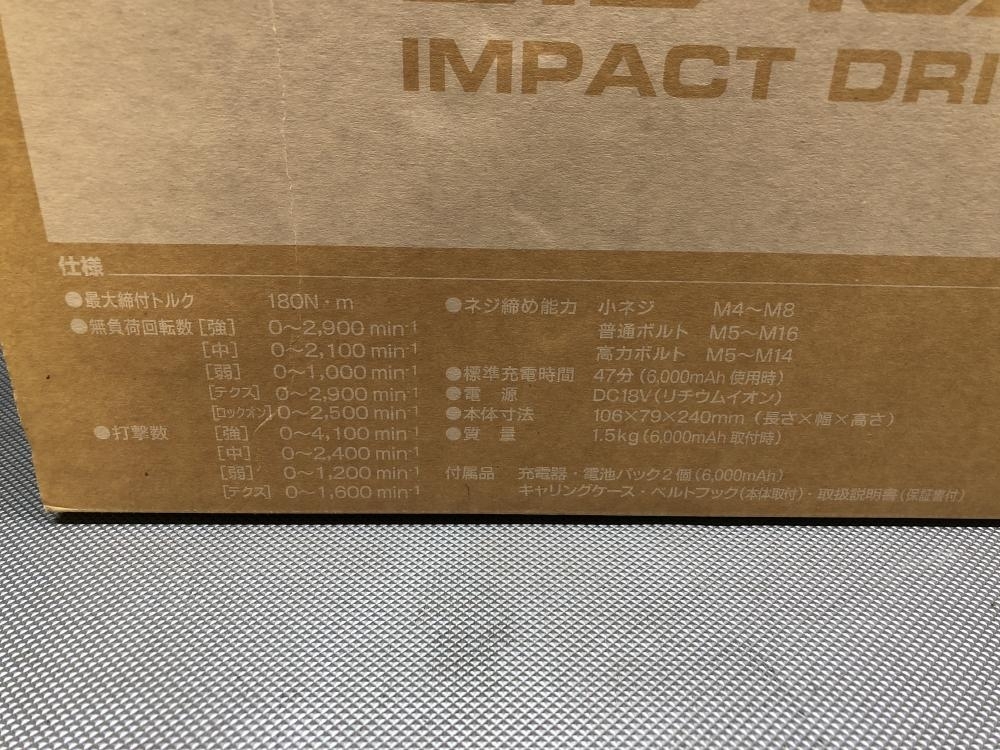 IMPACT DRI
仕様
●最大締付トルク 180N・m
●無負荷回転数 [強] 0～2,900 min-1
[中] 0～2,100 min-1
[弱] 0～1,000 min-1
[テクス] 0～2,900 min-1
[ロックオン] 0～2,500 min-1
●打撃数 [強] 0～4,100 min-1
[中] 0～2,400 min-1
[弱] 0～1,200 min-1
[テクス] 0～1,600 min-1
●ネジ締め能力 小ネジ M4～M8
普通ボルト M5～M16
高力ボルト M5～M14
●標準充電時間 47分 (6,000mAh 使用時)
●電 源 DC18V (リチウムイオン)
●本体寸法 106×79×240mm (長さ×幅×高さ)
●質 量 1.5kg (6,000mAh 取付時)
付属品 充電器・電池パック2個 (6,000mAh)
キャリングケース・ベルトフック(本体取付)・取扱説明書(保証書付)